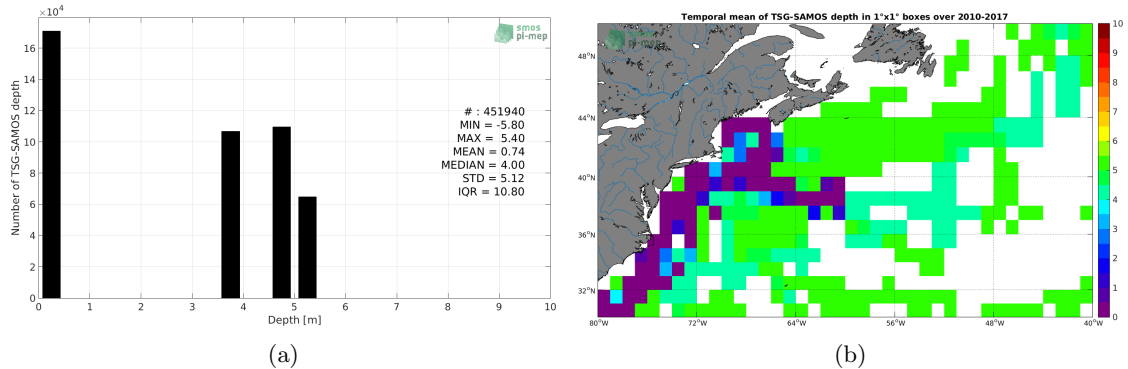 ×10⁴
16
14
12
10
8
6
4
2
0
Number of TSG-SAMOS depth
0 1 2 3 4 5 6 7 8 9 10
Depth [m]
smos
pi-mep
# : 451940
MIN = -5.80
MAX = 5.40
MEAN = 0.74
MEDIAN = 4.00
STD = 5.12
IQR = 10.80
(a)
Temporal mean of TSG-SAMOS depth in 1°x1° boxes over 2010-2017
smos
pi-mep
48°N
44°N
40°N
36°N
32°N
80°W 72°W 64°W 56°W 48°W 40°W
10
9
8
7
6
5
4
3
2
1
0
(b)